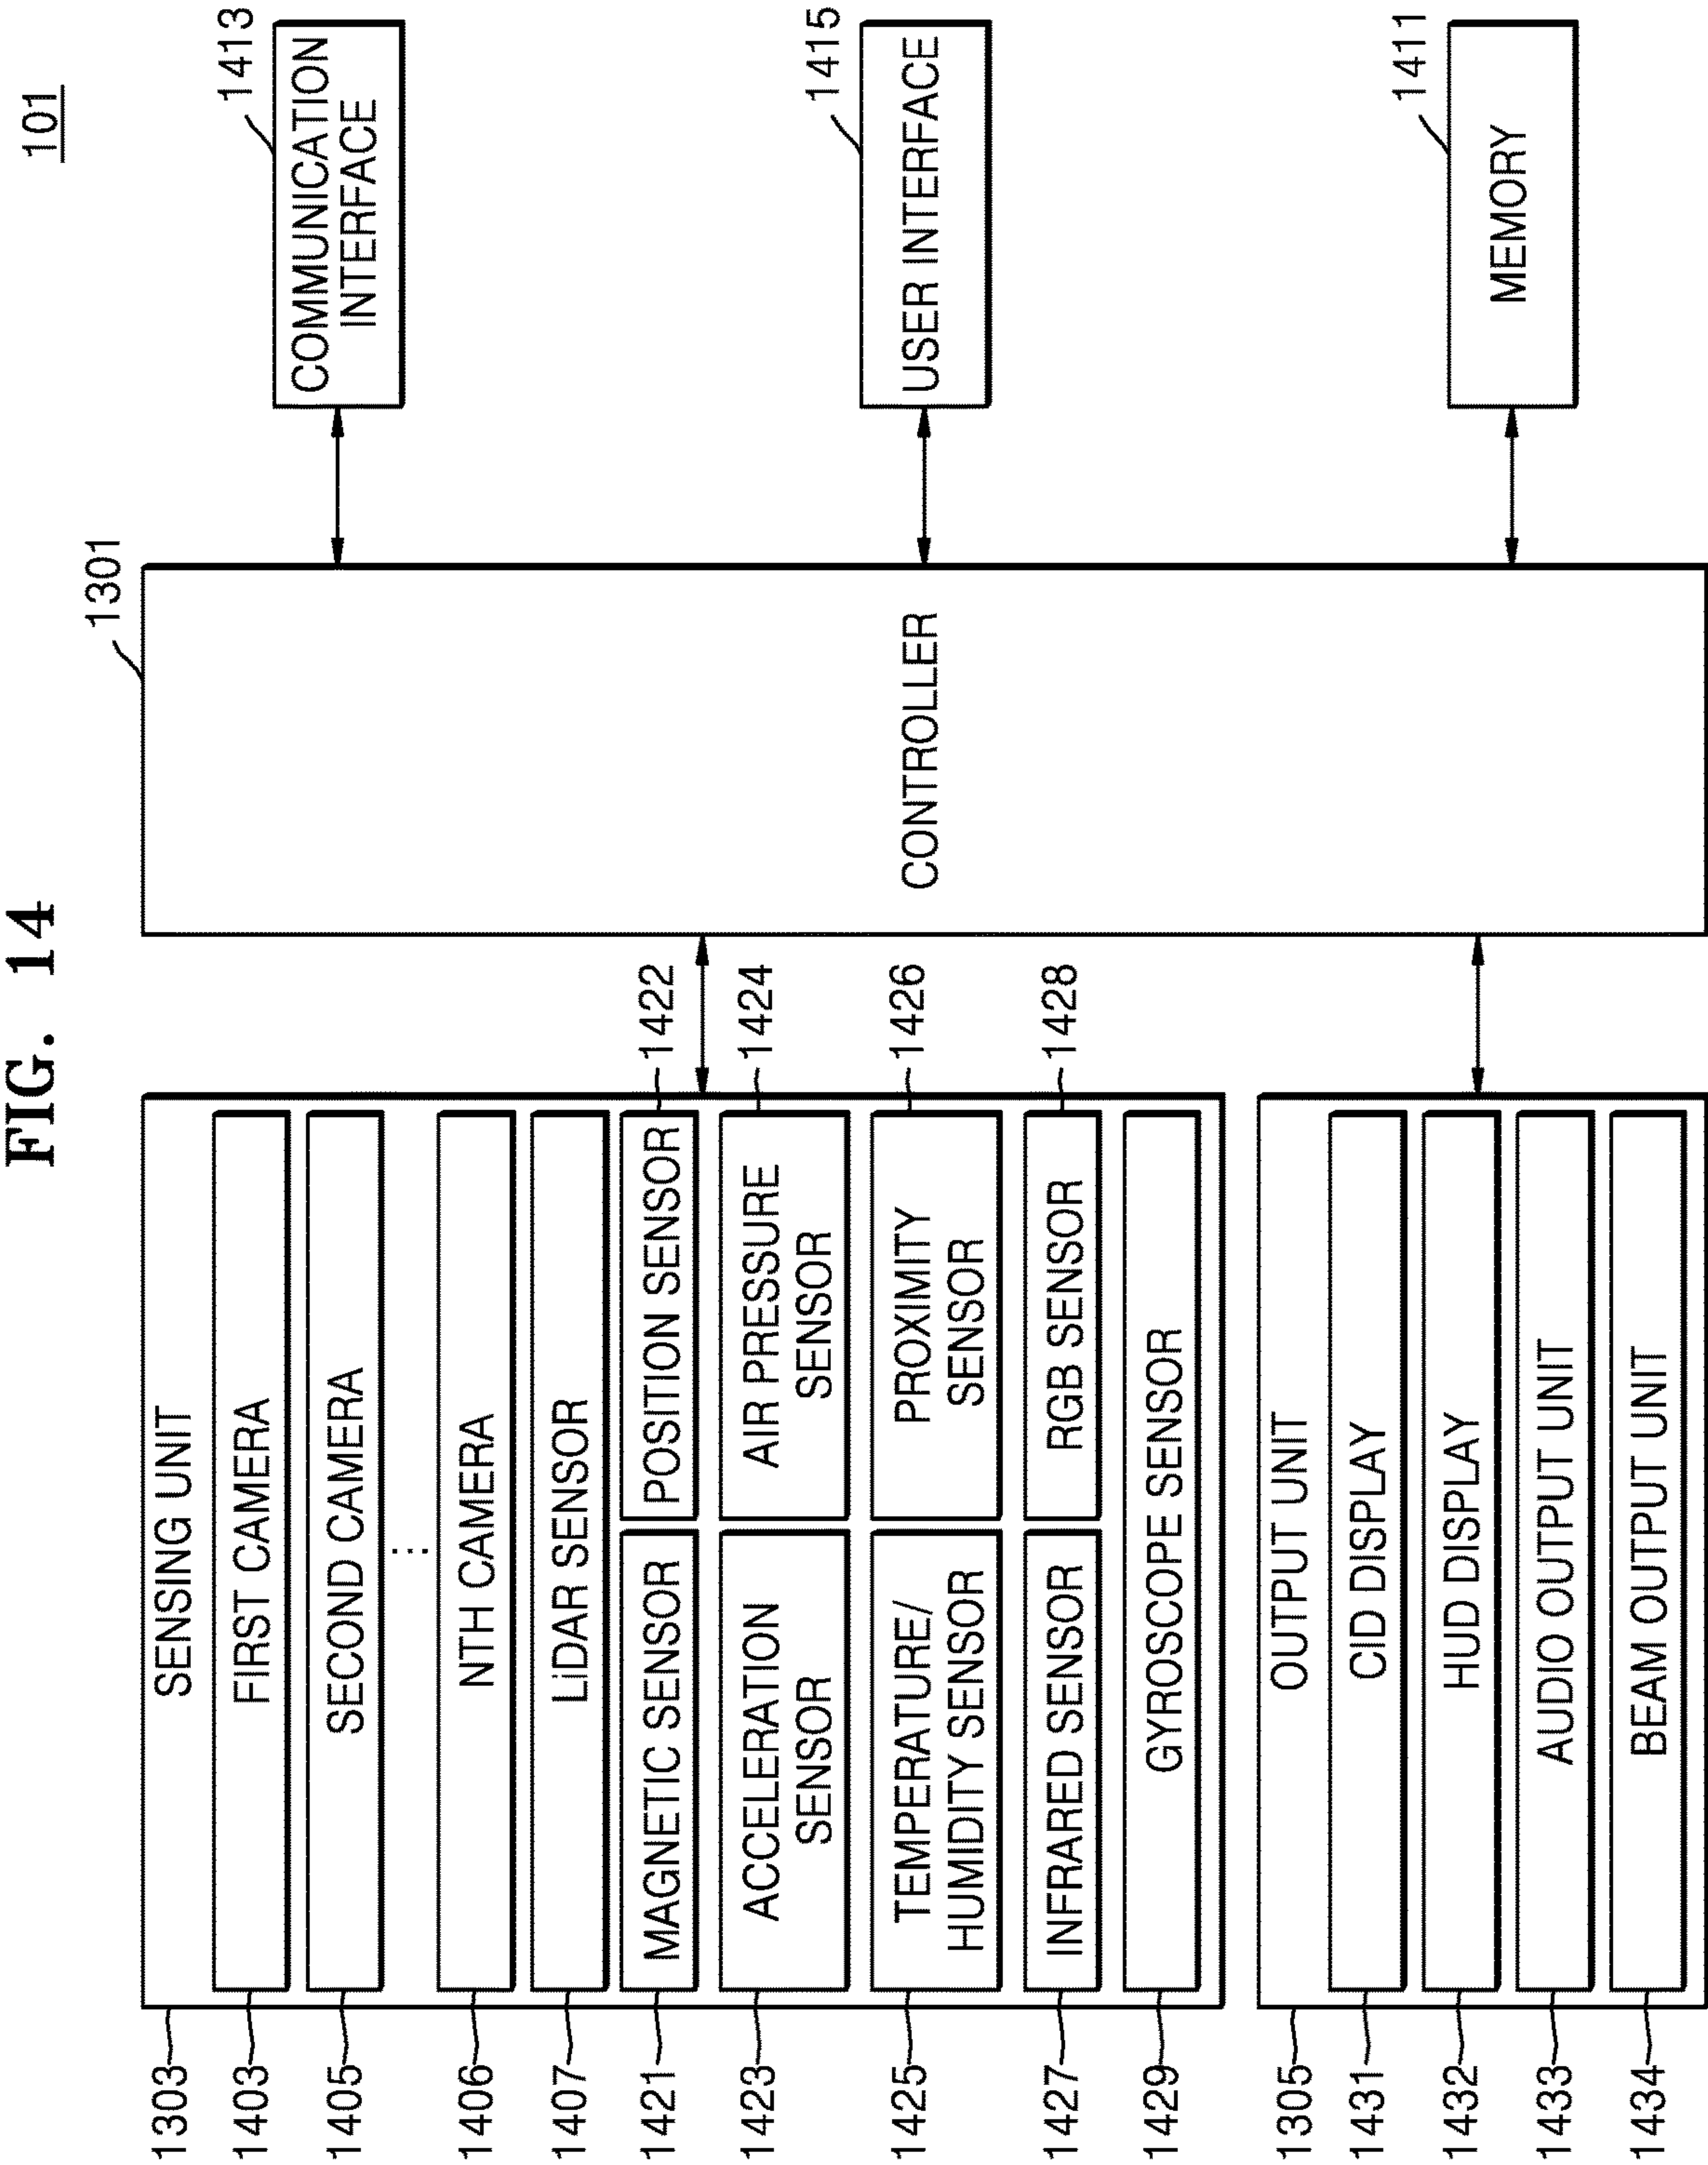 FIG. 14
101
1303
SENSING UNIT
1403
FIRST CAMERA
1405
SECOND CAMERA
...
1406
NTH CAMERA
1407
LiDAR SENSOR
1421
MAGNETIC SENSOR
POSITION SENSOR
1422
1423
ACCELERATION
SENSOR
AIR PRESSURE
SENSOR
1424
1425
TEMPERATURE/
HUMIDITY SENSOR
PROXIMITY
SENSOR
1426
1427
INFRARED SENSOR
RGB SENSOR
1428
1429
GYROSCOPE SENSOR
1305
OUTPUT UNIT
1431
CID DISPLAY
1432
HUD DISPLAY
1433
AUDIO OUTPUT UNIT
1434
BEAM OUTPUT UNIT
1301
CONTROLLER
1413
COMMUNICATION
INTERFACE
1415
USER INTERFACE
1411
MEMORY